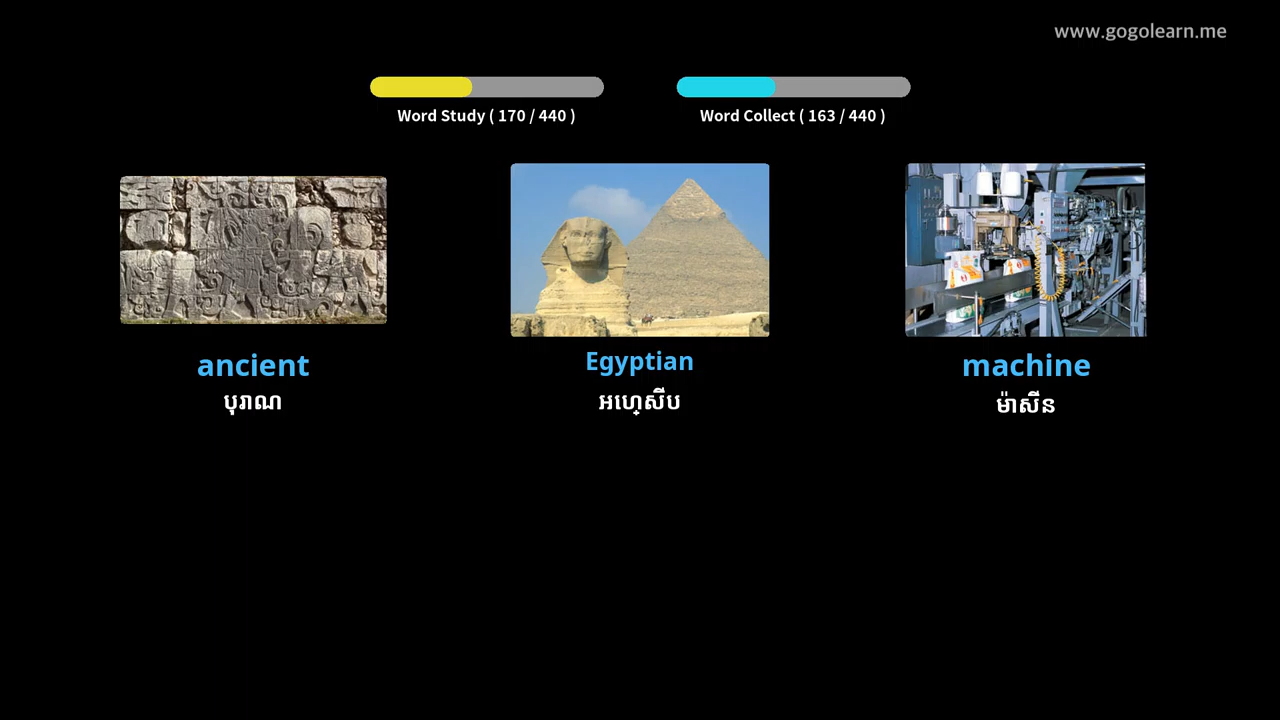 www.gogolearn.me
Word Study ( 170 / 440 )
Word Collect ( 163 / 440 )
ancient
បុរាណ
Egyptian
អហ្សេីប
machine
ម៉ាសីន